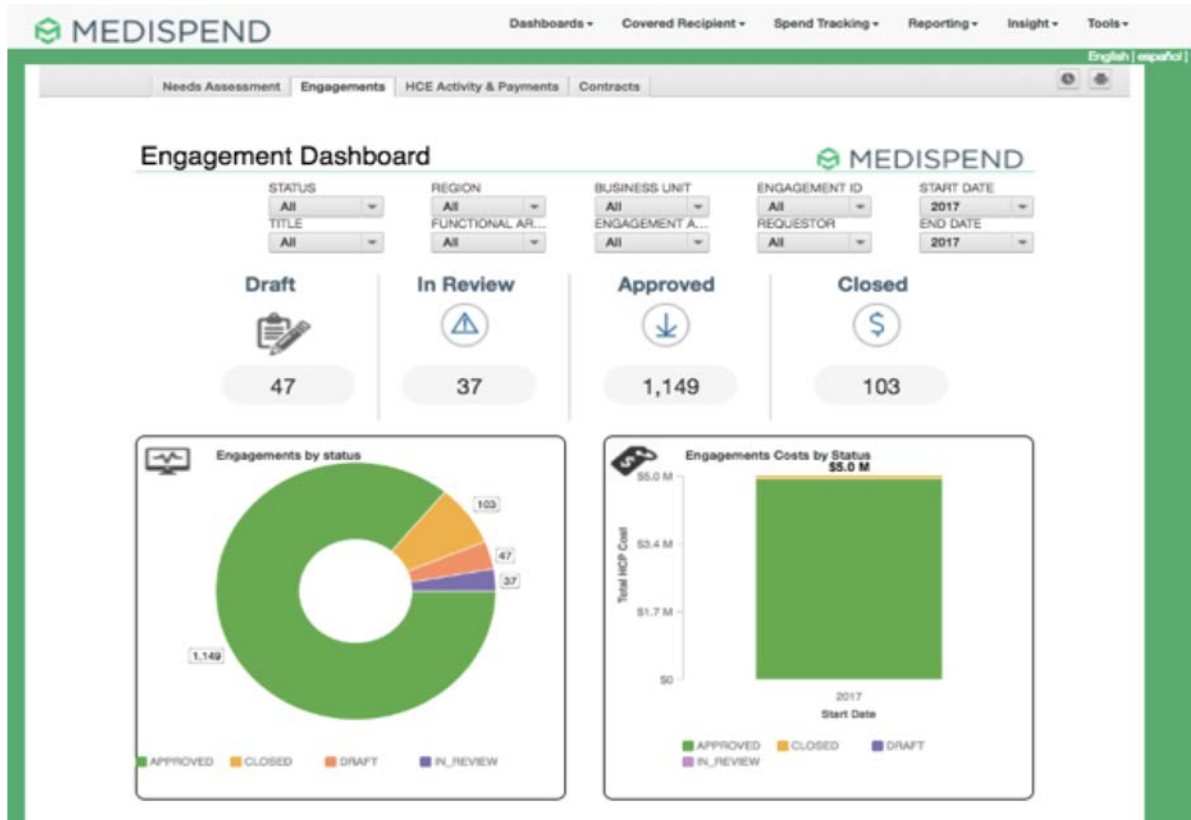 MEDISPEND
Dashboards Covered Recipient Spend Tracking Reporting Insight Tools
English | español |
Needs Assessment Engagements HCE Activity & Payments Contracts
Engagement Dashboard MEDISPEND
STATUS REGION BUSINESS UNIT ENGAGEMENT ID START DATE
All All All All 2017
TITLE FUNCTIONAL AR... ENGAGEMENT A... REQUESTOR END DATE
All All All All 2017
Draft In Review Approved Closed
$
47 37 1,149 103
Engagements by status
103
47
37
1,149
APPROVED CLOSED DRAFT IN_REVIEW
$
Engagements Costs by Status
$5.0 M
$5.0 M
$3.4 M
$1.7 M
$0
Total HCP Cost
2017
Start Date
APPROVED CLOSED DRAFT
IN_REVIEW